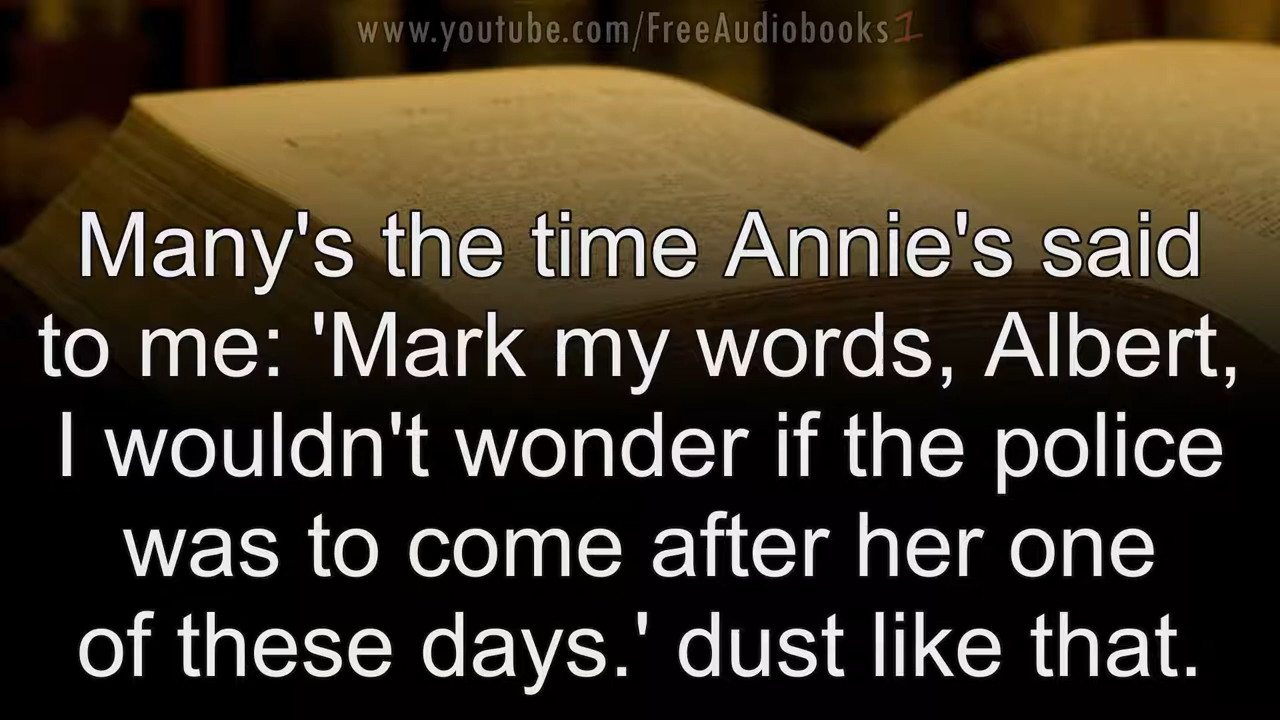 www.youtube.com/FreeAudiobooks1
Many's the time Annie's said
to me: 'Mark my words, Albert,
I wouldn't wonder if the police
was to come after her one
of these days.' dust like that.